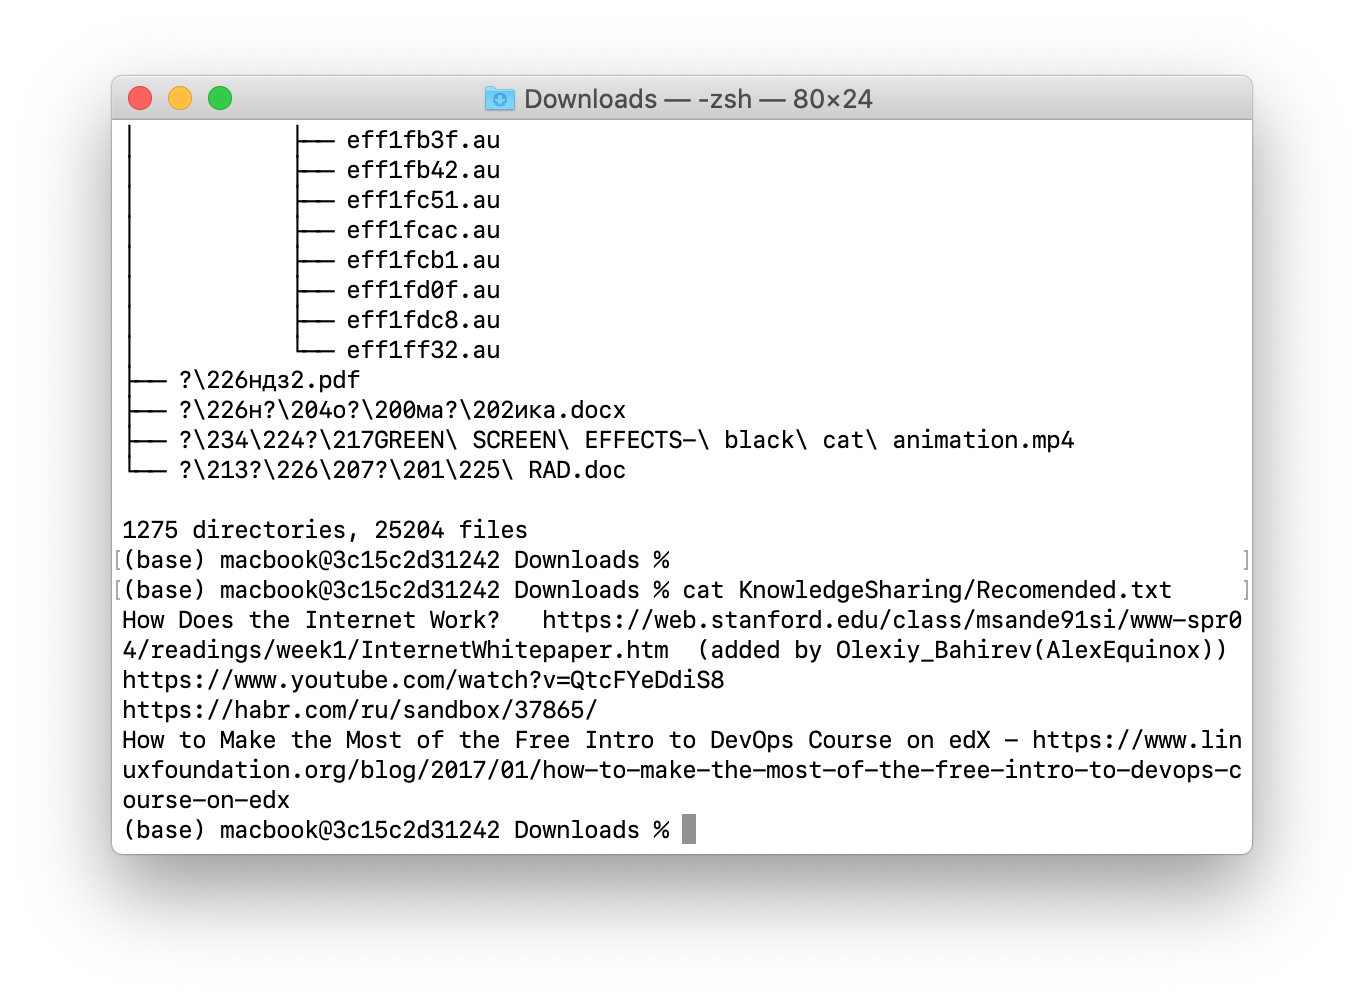 Downloads — -zsh — 80×24
│           ├── eff1fb3f.au
│           ├── eff1fb42.au
│           ├── eff1fc51.au
│           ├── eff1fcac.au
│           ├── eff1fcb1.au
│           ├── eff1fd0f.au
│           ├── eff1fdc8.au
│           └── eff1ff32.au
├── ?\226ндз2.pdf
├── ?\226н?\204о?\200ма?\202ика.docx
├── ?\234\224?\217GREEN\ SCREEN\ EFFECTS-\ black\ cat\ animation.mp4
└── ?\213?\226\207?\201\225\ RAD.doc
1275 directories, 25204 files
[(base) macbook@3c15c2d31242 Downloads % ]
[(base) macbook@3c15c2d31242 Downloads % cat KnowledgeSharing/Recomended.txt ]
How Does the Internet Work?   https://web.stanford.edu/class/msande91si/www-spr0
4/readings/week1/InternetWhitepaper.htm  (added by Olexiy_Bahirev(AlexEquinox))
https://www.youtube.com/watch?v=QtcFYeDdiS8
https://habr.com/ru/sandbox/37865/
How to Make the Most of the Free Intro to DevOps Course on edX - https://www.lin
uxfoundation.org/blog/2017/01/how-to-make-the-most-of-the-free-intro-to-devops-c
ourse-on-edx
(base) macbook@3c15c2d31242 Downloads %